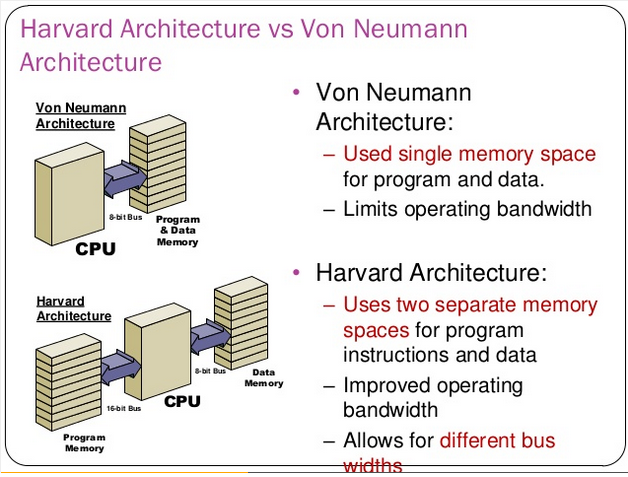 Harvard Architecture vs Von Neumann
Architecture
Von Neumann
Architecture
8-bit Bus
Program
& Data
Memory
CPU
Harvard
Architecture
8-bit Bus
Data
Memory
CPU
16-bit Bus
Program
Memory
• Von Neumann
Architecture:
– Used single memory space
for program and data.
– Limits operating bandwidth
• Harvard Architecture:
– Uses two separate memory
spaces for program
instructions and data
– Improved operating
bandwidth
– Allows for different bus
widths